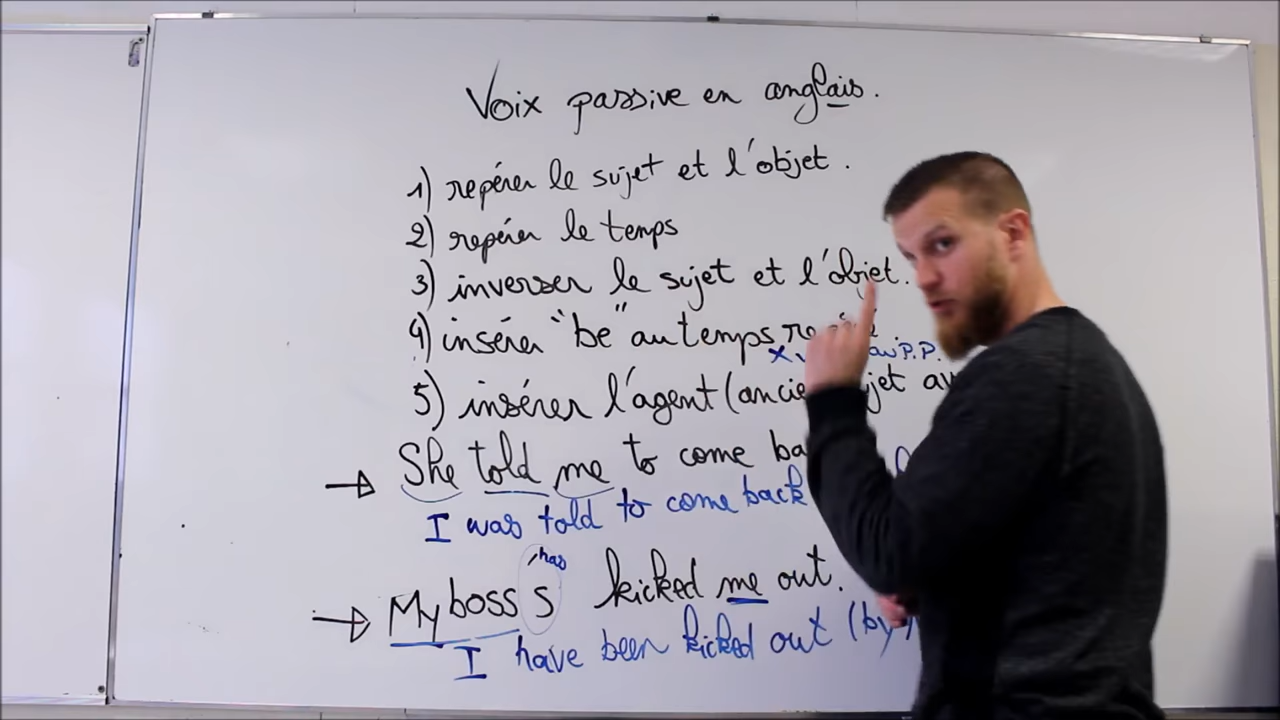 Voix passive en anglais.
1) repérer le sujet et l'objet.
2) repérer le temps
3) inverser le sujet et l'objet.
4) insérer "be" au temps
x au P.P.
5) insérer l'agent (
→ She told me to come
I was told to come back
has
→ My boss 's kicked me out.
I have been kicked out (by